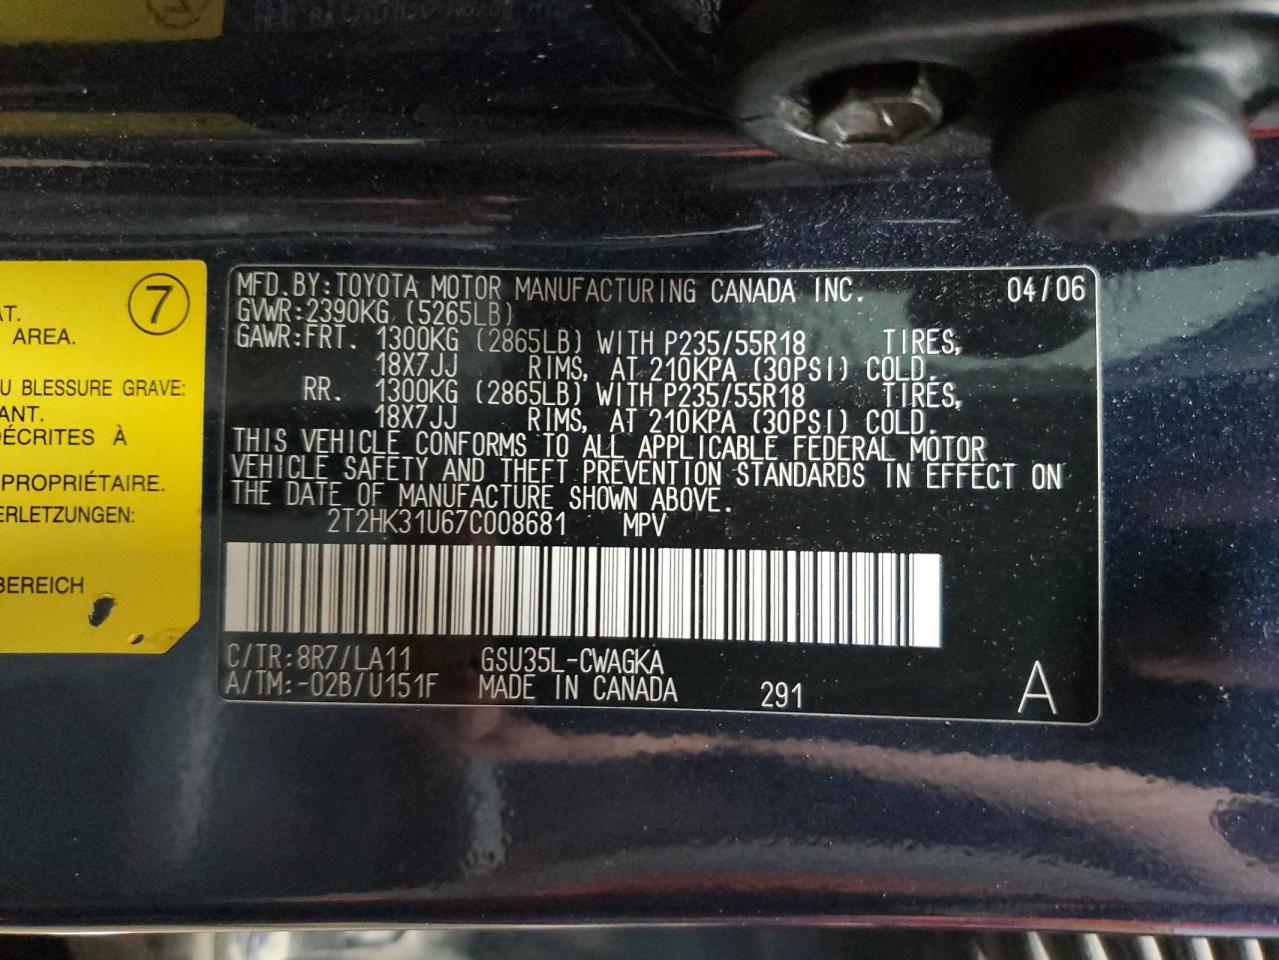 7
AT.
AREA.
U BLESSURE GRAVE:
ANT.
DÉCRITES À
PROPRIÉTAIRE.
ERLETZUNGEN:
BEREICH
MFD.BY:TOYOTA MOTOR MANUFACTURING CANADA INC. 04/06
GVWR:2390KG (5265LB)
GAWR:FRT. 1300KG (2865LB) WITH P235/55R18 TIRES,
18X7JJ RIMS, AT 210KPA (30PSI) COLD.
RR. 1300KG (2865LB) WITH P235/55R18 TIRES,
18X7JJ RIMS, AT 210KPA (30PSI) COLD.
THIS VEHICLE CONFORMS TO ALL APPLICABLE FEDERAL MOTOR
VEHICLE SAFETY AND THEFT PREVENTION STANDARDS IN EFFECT ON
THE DATE OF MANUFACTURE SHOWN ABOVE.
2T2HK31U67C008681 MPV
C/TR:8R7/LA11 GSU35L-CWAGKA
A/TM:-02B/U151F MADE IN CANADA 291 A